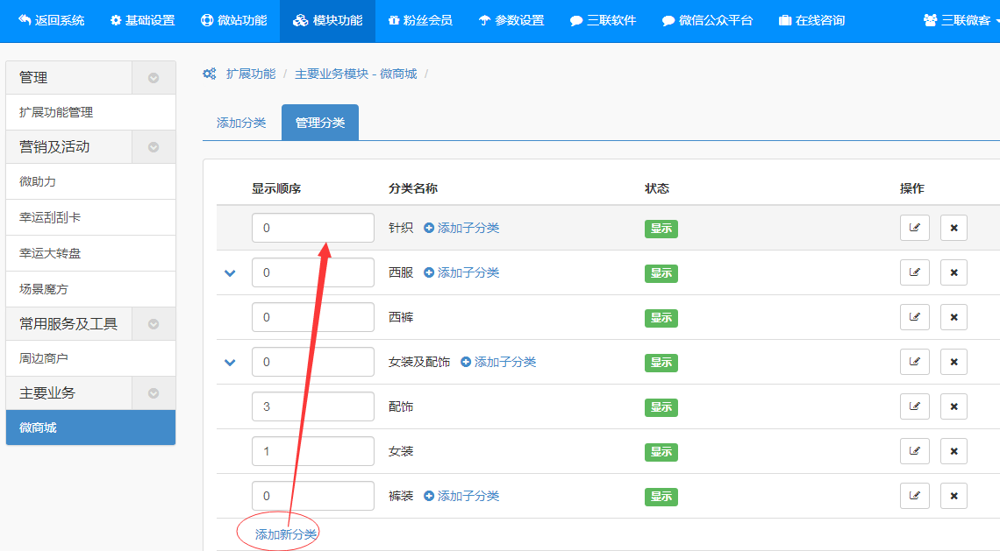 返回系统 基础设置 微站功能 模块功能 粉丝会员 参数设置 三联软件 微信公众平台 在线咨询 三联微客
管理
扩展功能管理
营销及活动
微助力
幸运刮刮卡
幸运大转盘
场景魔方
常用服务及工具
周边商户
主要业务
微商城
扩展功能 / 主要业务模块 - 微商城 /
添加分类 管理分类
显示顺序 分类名称 状态 操作
0 针织 添加子分类 显示
0 西服 添加子分类 显示
0 西裤 显示
0 女装及配饰 添加子分类 显示
3 配饰 显示
1 女装 显示
0 裤装 添加子分类 显示
添加新分类